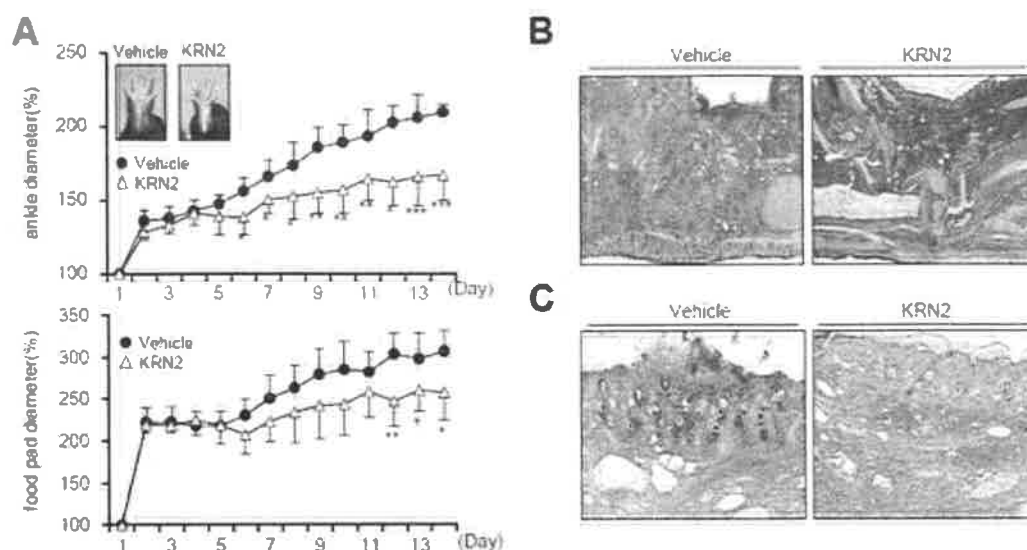 A
Vehicle KRN2
ankle diameter(%)
250
200
150
100
● Vehicle
△ KRN2
1 3 5 7 9 11 13 (Day)
food pad diameter(%)
350
300
250
200
150
100
● Vehicle
△ KRN2
1 3 5 7 9 11 13 (Day)
** * *
B
Vehicle KRN2
C
Vehicle KRN2